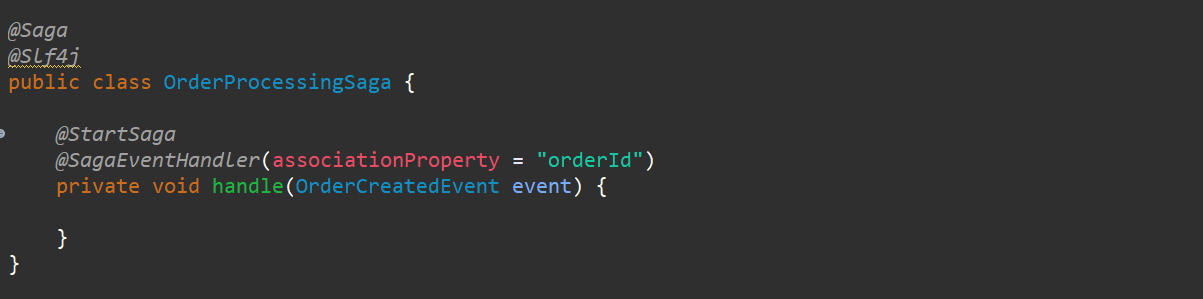 @Saga
@Slf4j
public class OrderProcessingSaga {
@StartSaga
@SagaEventHandler(associationProperty = "orderId")
private void handle(OrderCreatedEvent event) {
}
}